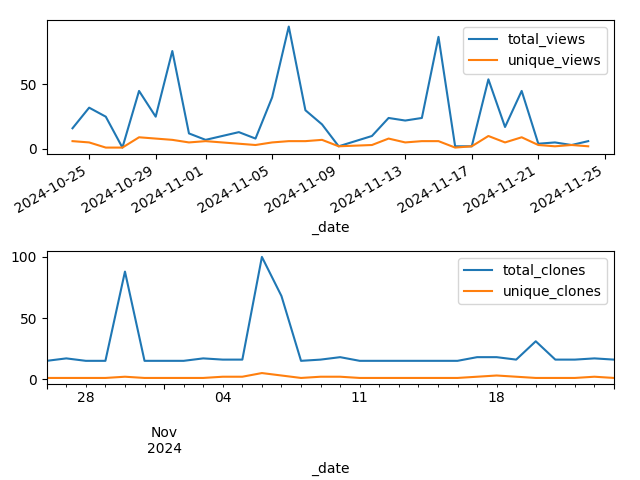 total_views
unique_views
50
0
2024-10-25
2024-10-29
2024-11-01
2024-11-05
2024-11-09
2024-11-13
2024-11-17
2024-11-21
2024-11-25
_date
total_clones
unique_clones
100
50
0
28
04
11
18
Nov
2024
_date